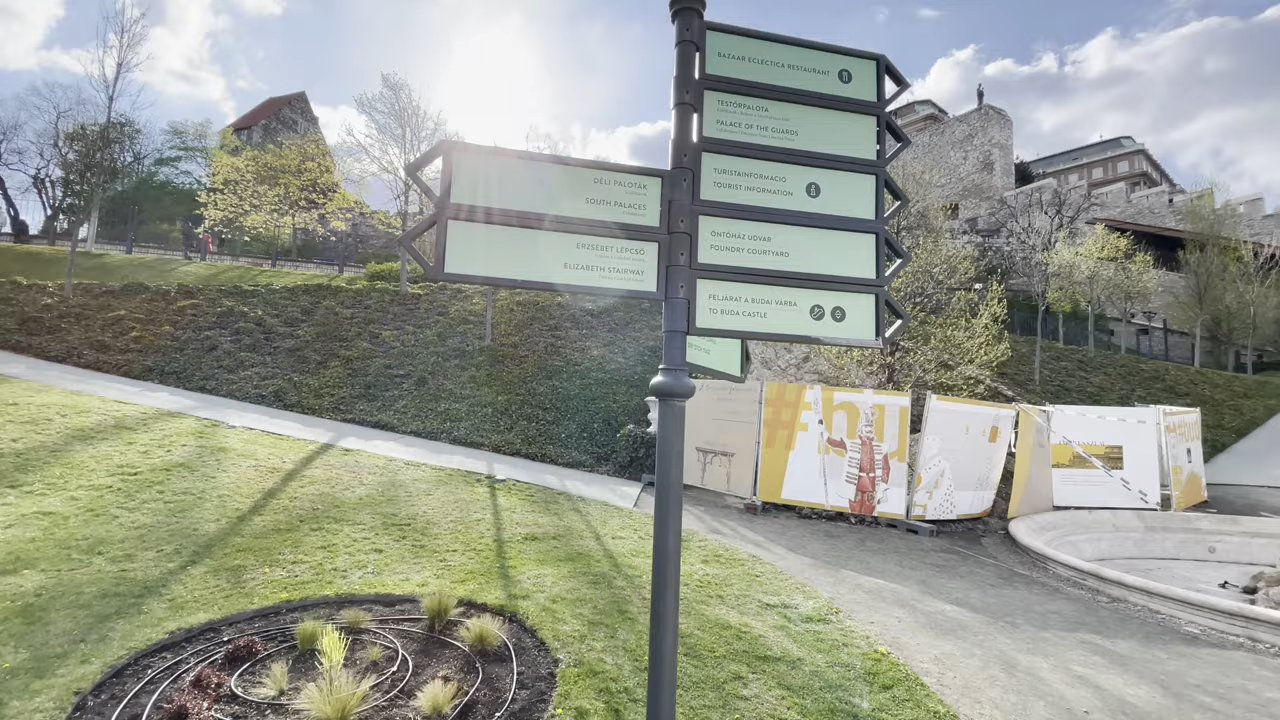 BAZAAR ECLECTICA RESTAURANT
TESTŐRPALOTA
PALACE OF THE GUARDS
TURISTAINFORMÁCIÓ
TOURIST INFORMATION
ÖNTŐHÁZ UDVAR
FOUNDRY COURTYARD
FELJÁRAT A BUDAI VÁRBA
TO BUDA CASTLE
DÉLI PALOTÁK
SOUTH PALACES
ERZSÉBET LÉPCSŐ
ELIZABETH STAIRWAY
#bu